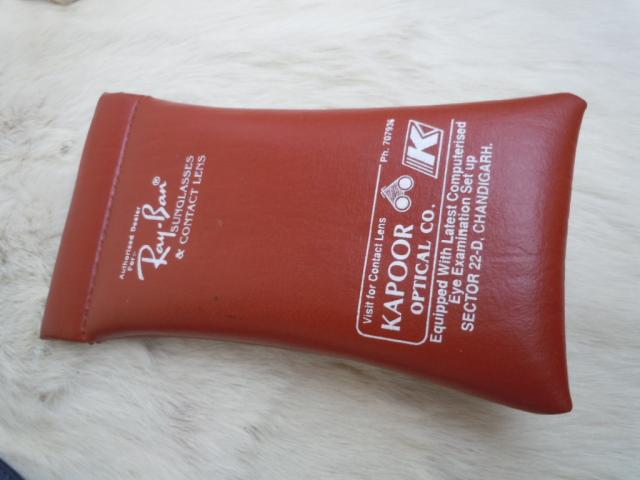 Authorised Dealer
For :-
Ray-Ban®
SUNGLASSES
& CONTACT LENS
Visit for Contact Lens
Ph. 707936
KAPOOR
OPTICAL CO.
K
Equipped With Latest Computerised
Eye Examination Set up
SECTOR 22-D, CHANDIGARH.